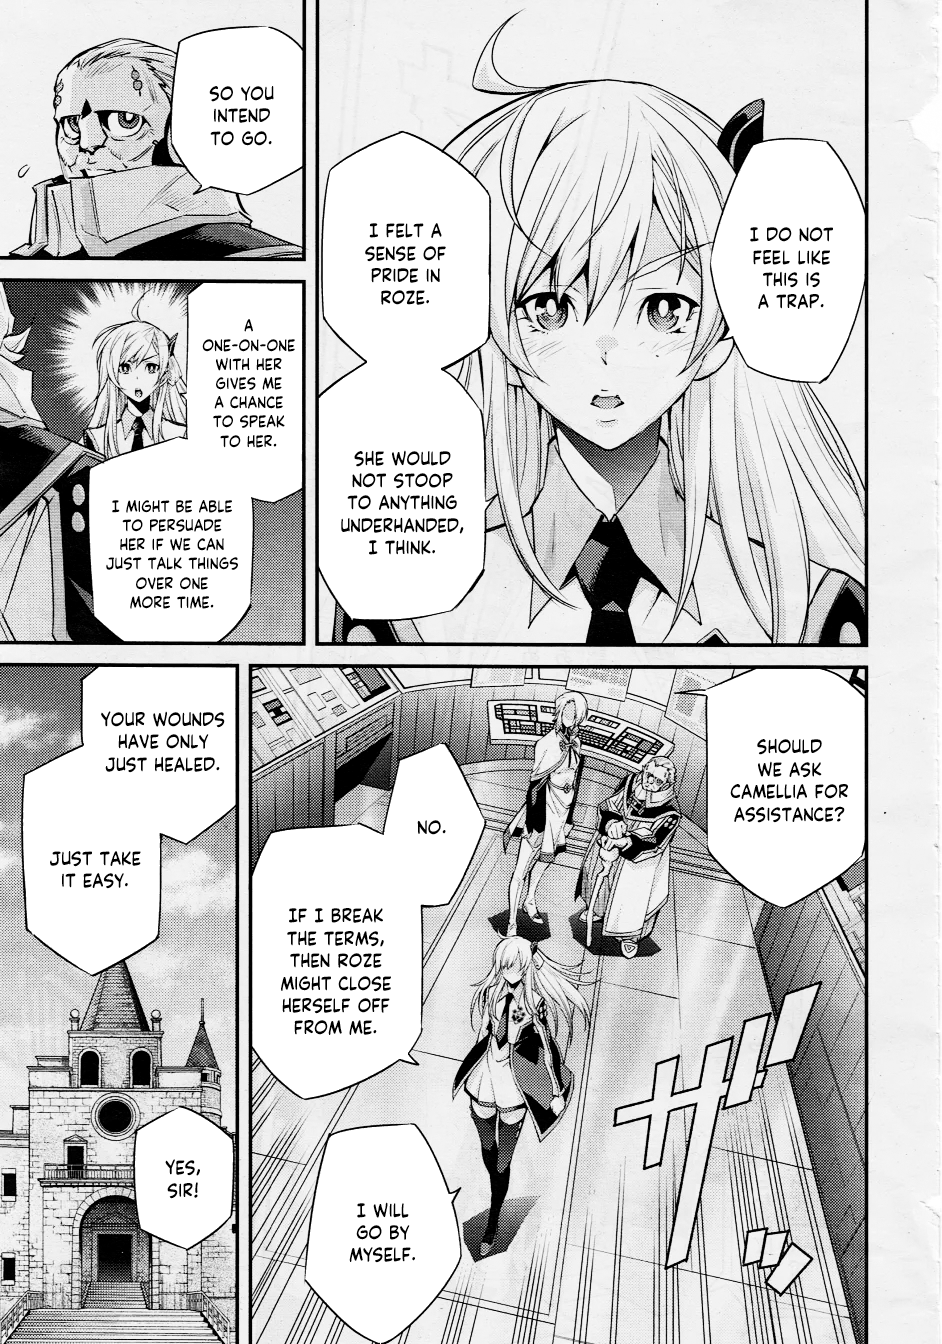 I DO NOT
FEEL LIKE
THIS IS
A TRAP.
I FELT A
SENSE OF
PRIDE IN
ROZE.
SHE WOULD
NOT STOOP
TO ANYTHING
UNDERHANDED,
I THINK.
SO YOU
INTEND
TO GO.
A
ONE-ON-ONE
WITH HER
GIVES ME
A CHANCE
TO SPEAK
TO HER.
I MIGHT BE ABLE
TO PERSUADE
HER IF WE CAN
JUST TALK THINGS
OVER ONE
MORE TIME.
SHOULD
WE ASK
CAMELLIA FOR
ASSISTANCE?
NO.
IF I BREAK
THE TERMS,
THEN ROZE
MIGHT CLOSE
HERSELF OFF
FROM ME.
ザッ
I WILL
GO BY
MYSELF.
YOUR WOUNDS
HAVE ONLY
JUST HEALED.
JUST TAKE
IT EASY.
YES,
SIR!